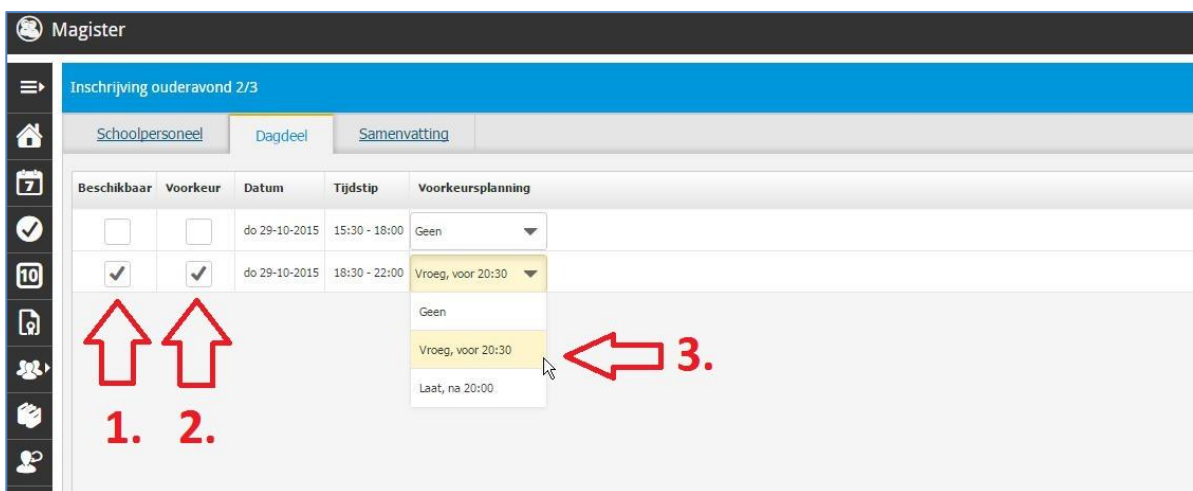 Magister
Inschrijving ouderavond 2/3
Schoolpersoneel Dagdeel Samenvatting
Beschikbaar Voorkeur Datum Tijdstip Voorkeursplanning
do 29-10-2015 15:30 - 18:00 Geen
do 29-10-2015 18:30 - 22:00 Vroeg, voor 20:30
Geen
Vroeg, voor 20:30
Laat, na 20:00
1. 2. 3.
7
10